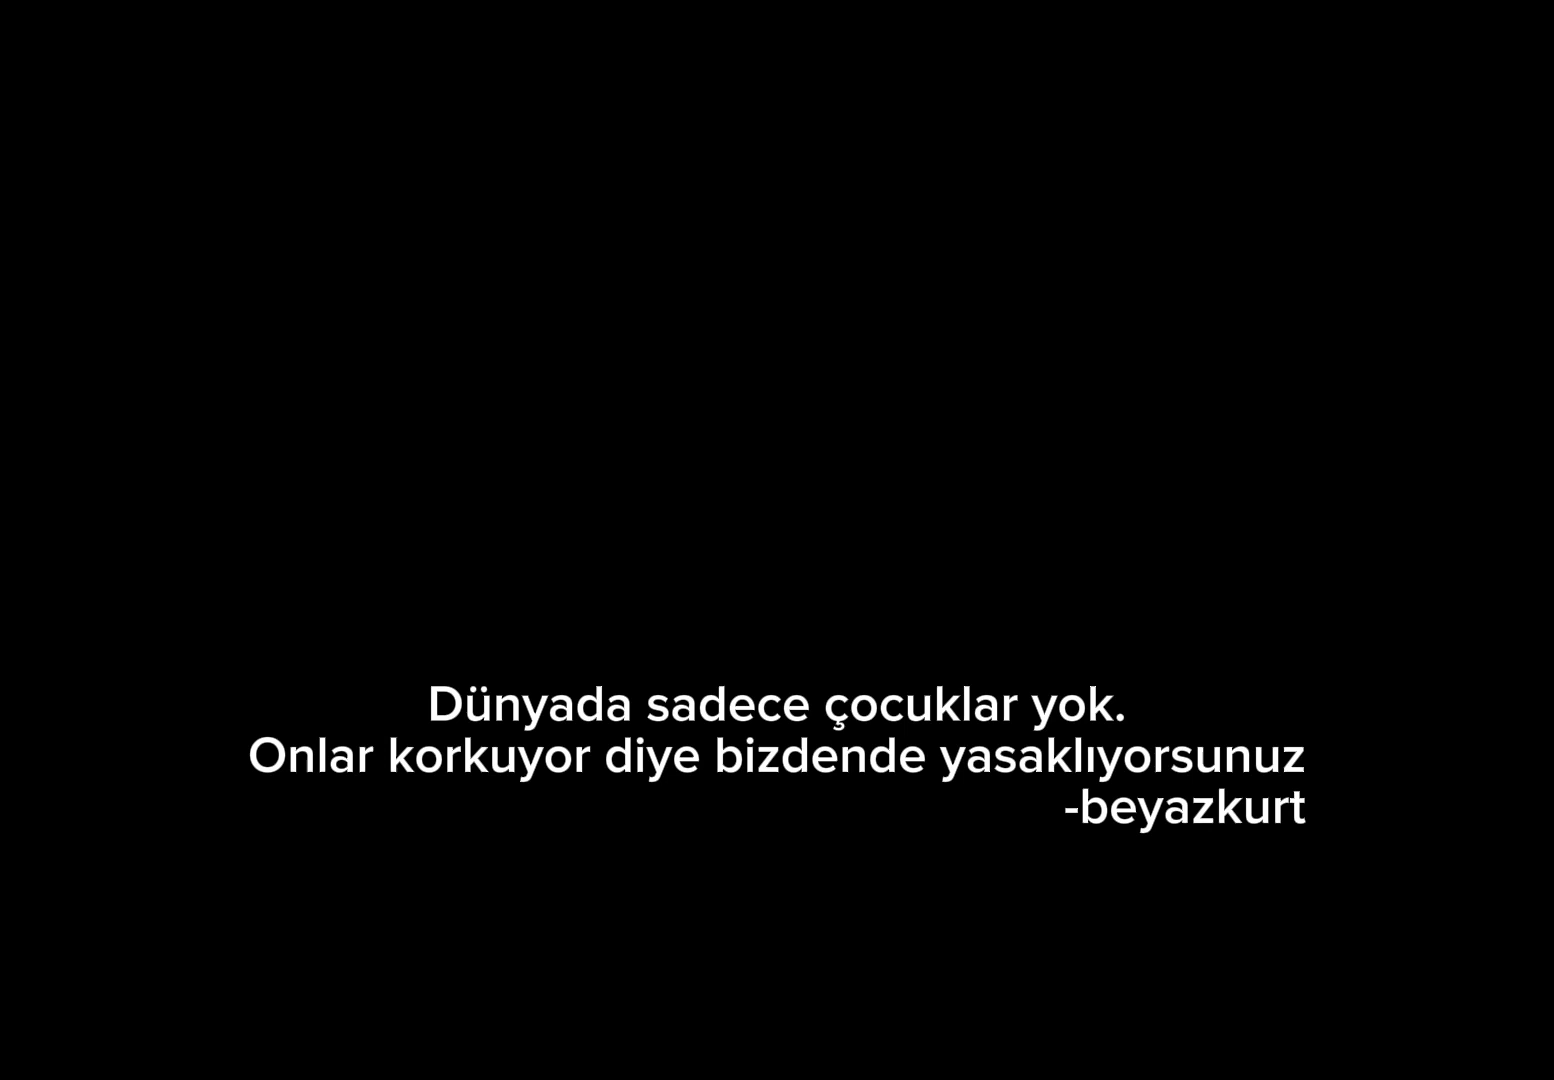 Dünyada sadece çocuklar yok.
Onlar korkuyor diye bizdende yasaklıyorsunuz
-beyazkurt